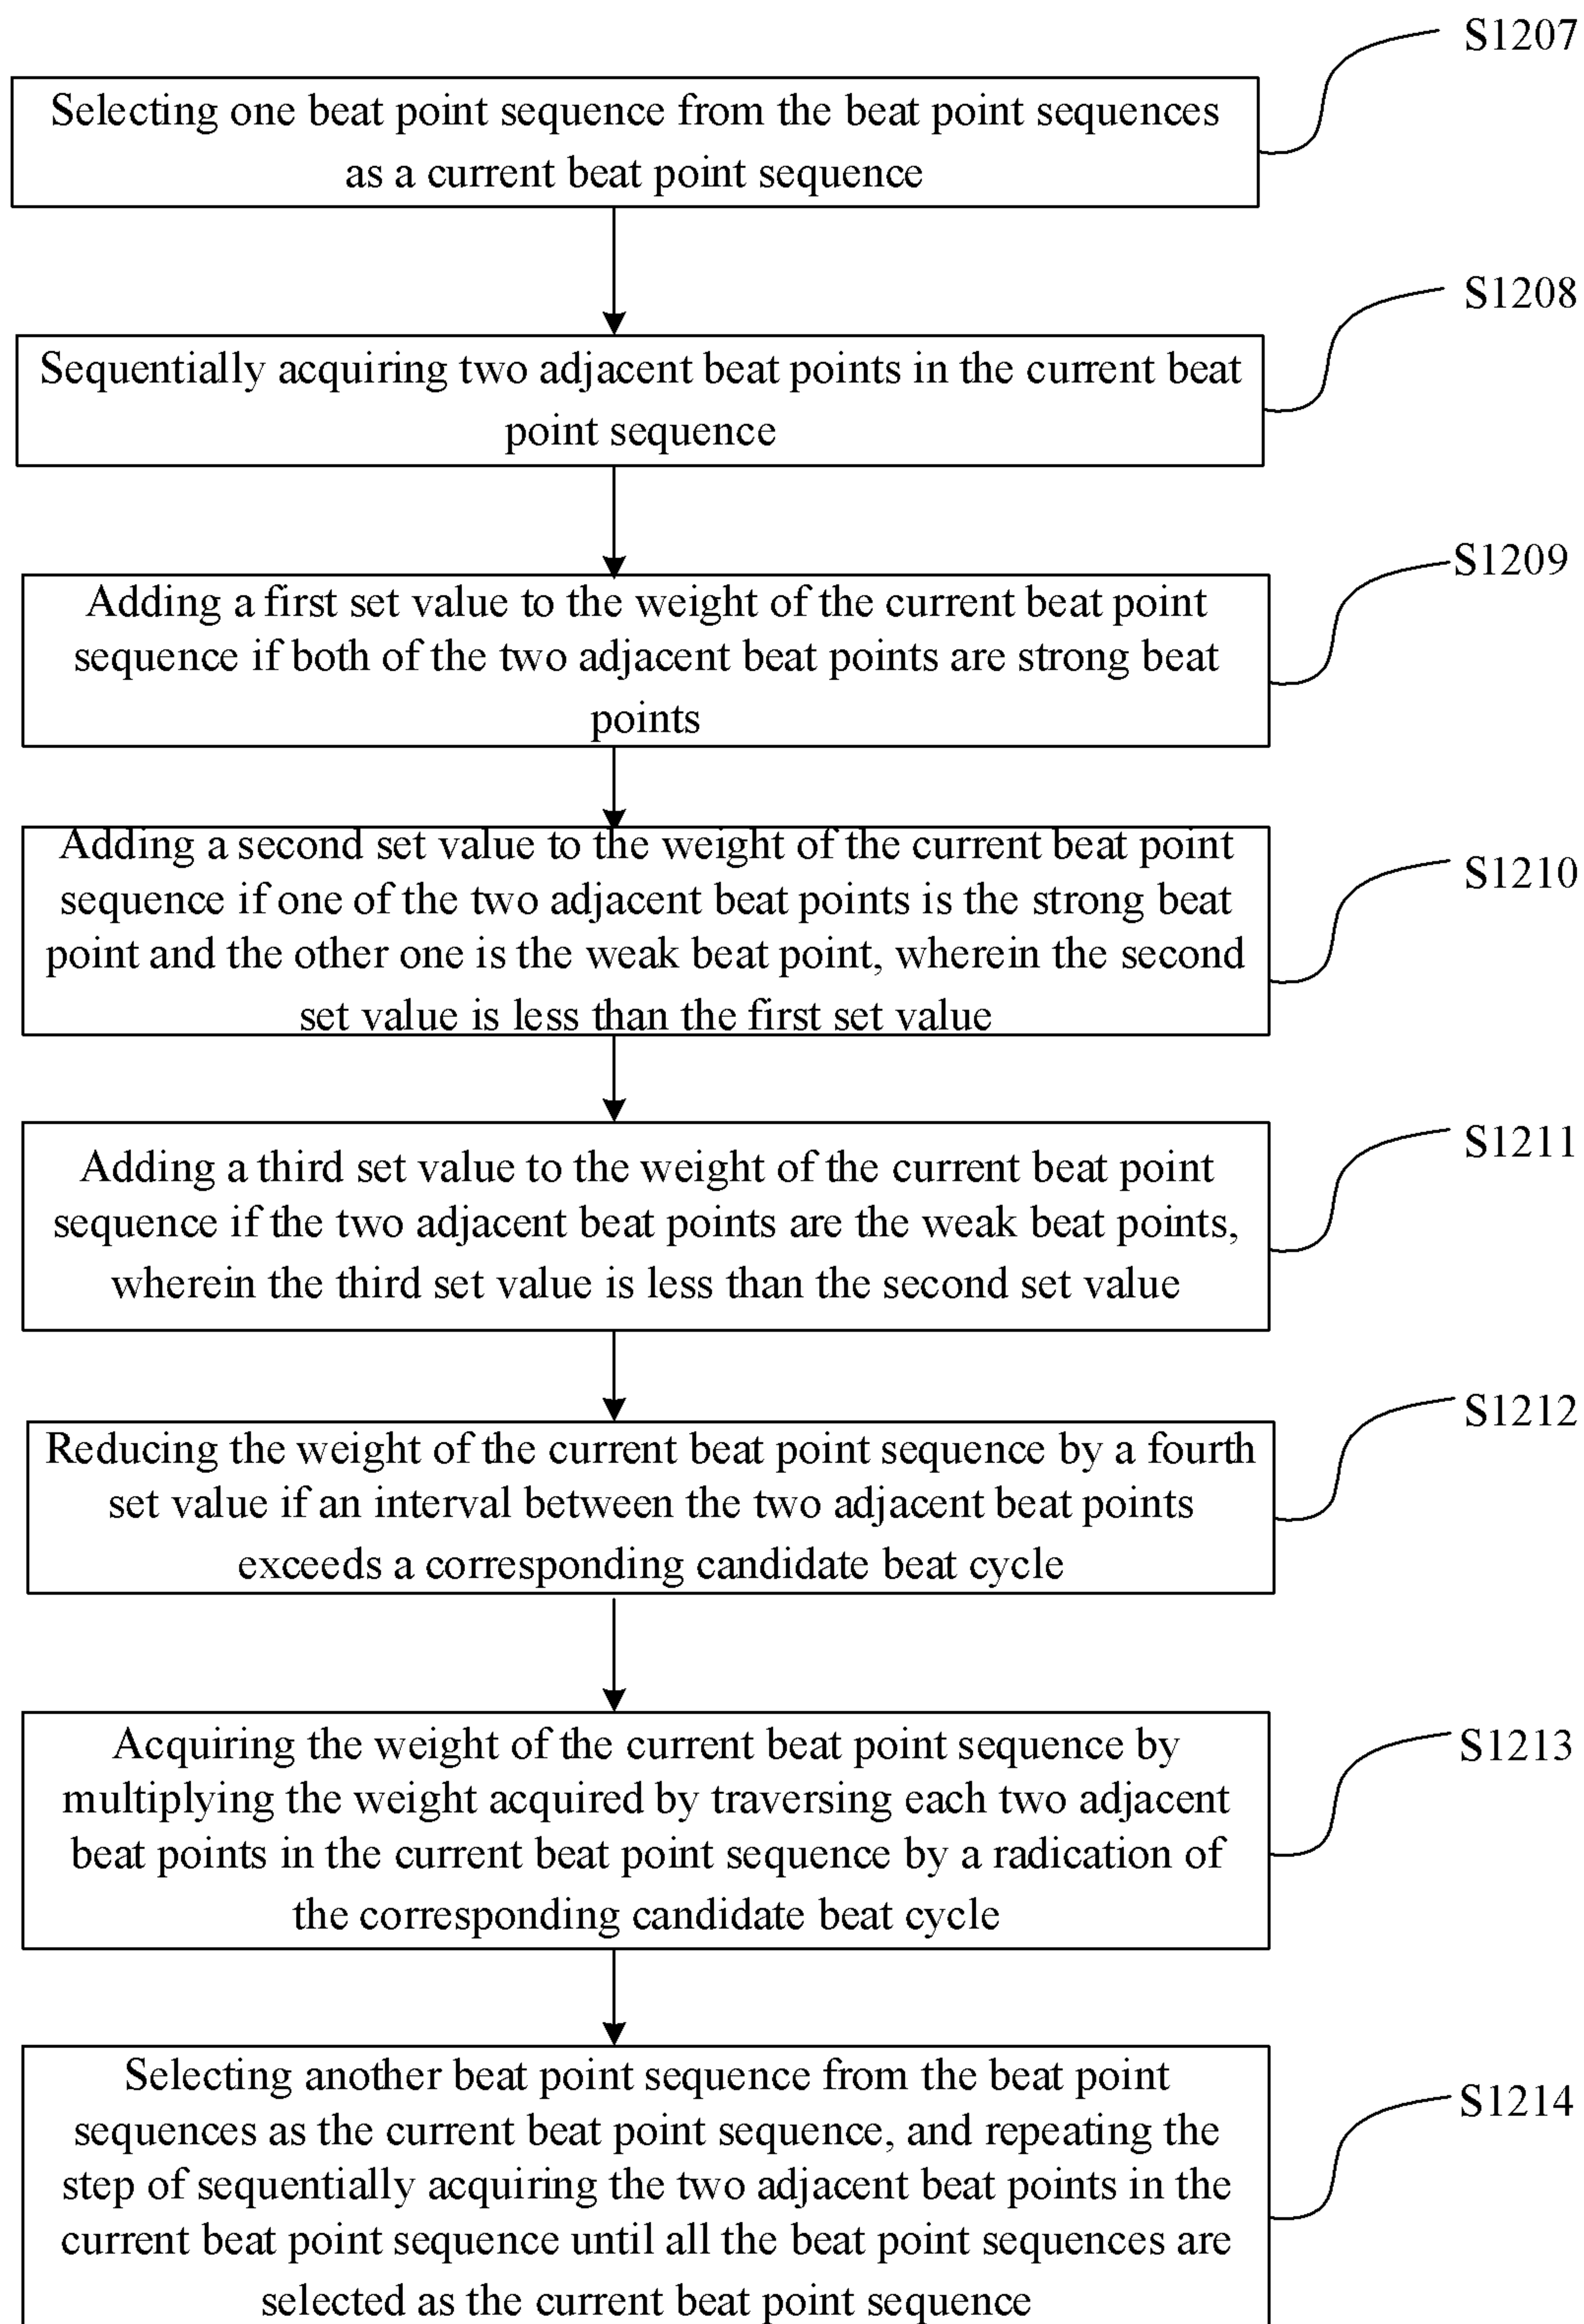 S1207
Selecting one beat point sequence from the beat point sequences
as a current beat point sequence
S1208
Sequentially acquiring two adjacent beat points in the current beat
point sequence
S1209
Adding a first set value to the weight of the current beat point
sequence if both of the two adjacent beat points are strong beat
points
S1210
Adding a second set value to the weight of the current beat point
sequence if one of the two adjacent beat points is the strong beat
point and the other one is the weak beat point, wherein the second
set value is less than the first set value
S1211
Adding a third set value to the weight of the current beat point
sequence if the two adjacent beat points are the weak beat points,
wherein the third set value is less than the second set value
S1212
Reducing the weight of the current beat point sequence by a fourth
set value if an interval between the two adjacent beat points
exceeds a corresponding candidate beat cycle
S1213
Acquiring the weight of the current beat point sequence by
multiplying the weight acquired by traversing each two adjacent
beat points in the current beat point sequence by a radication of
the corresponding candidate beat cycle
S1214
Selecting another beat point sequence from the beat point
sequences as the current beat point sequence, and repeating the
step of sequentially acquiring the two adjacent beat points in the
current beat point sequence until all the beat point sequences are
selected as the current beat point sequence